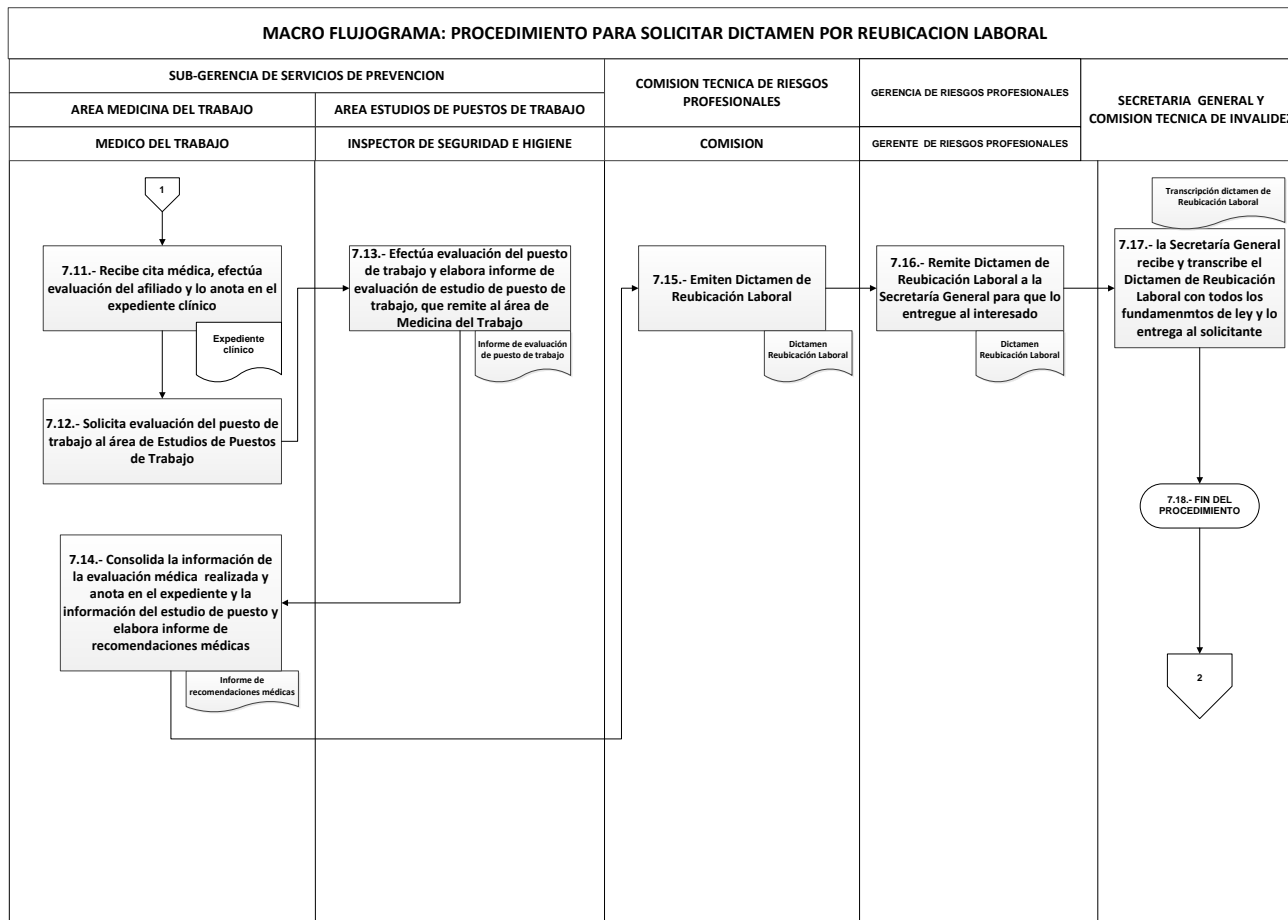 MACRO FLUJOGRAMA: PROCEDIMIENTO PARA SOLICITAR DICTAMEN POR REUBICACION LABORAL
SUB-GERENCIA DE SERVICIOS DE PREVENCION
COMISION TECNICA DE RIESGOS
PROFESIONALES
GERENCIA DE RIESGOS PROFESIONALES
SECRETARIA GENERAL Y
COMISION TECNICA DE INVALIDEZ
AREA MEDICINA DEL TRABAJO
AREA ESTUDIOS DE PUESTOS DE TRABAJO
MEDICO DEL TRABAJO
INSPECTOR DE SEGURIDAD E HIGIENE
COMISION
GERENTE DE RIESGOS PROFESIONALES
1
7.11.- Recibe cita médica, efectúa
evaluación del afiliado y lo anota en el
expediente clínico
Expediente
clínico
7.12.- Solicita evaluación del puesto de
trabajo al área de Estudios de Puestos
de Trabajo
7.13.- Efectúa evaluación del puesto
de trabajo y elabora informe de
evaluación de estudio de puesto de
trabajo, que remite al área de
Medicina del Trabajo
Informe de evaluación
de puesto de trabajo
7.14.- Consolida la información de
la evaluación médica realizada y
anota en el expediente y la
información del estudio de puesto y
elabora informe de
recomendaciones médicas
Informe de
recomendaciones médicas
7.15.- Emiten Dictamen de
Reubicación Laboral
Dictamen
Reubicación Laboral
7.16.- Remite Dictamen de
Reubicación Laboral a la
Secretaría General para que lo
entregue al interesado
Dictamen
Reubicación Laboral
Transcripción dictamen de
Reubicación Laboral
7.17.- la Secretaría General
recibe y transcribe el
Dictamen de Reubicación
Laboral con todos los
fundamenmtos de ley y lo
entrega al solicitante
7.18.- FIN DEL
PROCEDIMIENTO
2